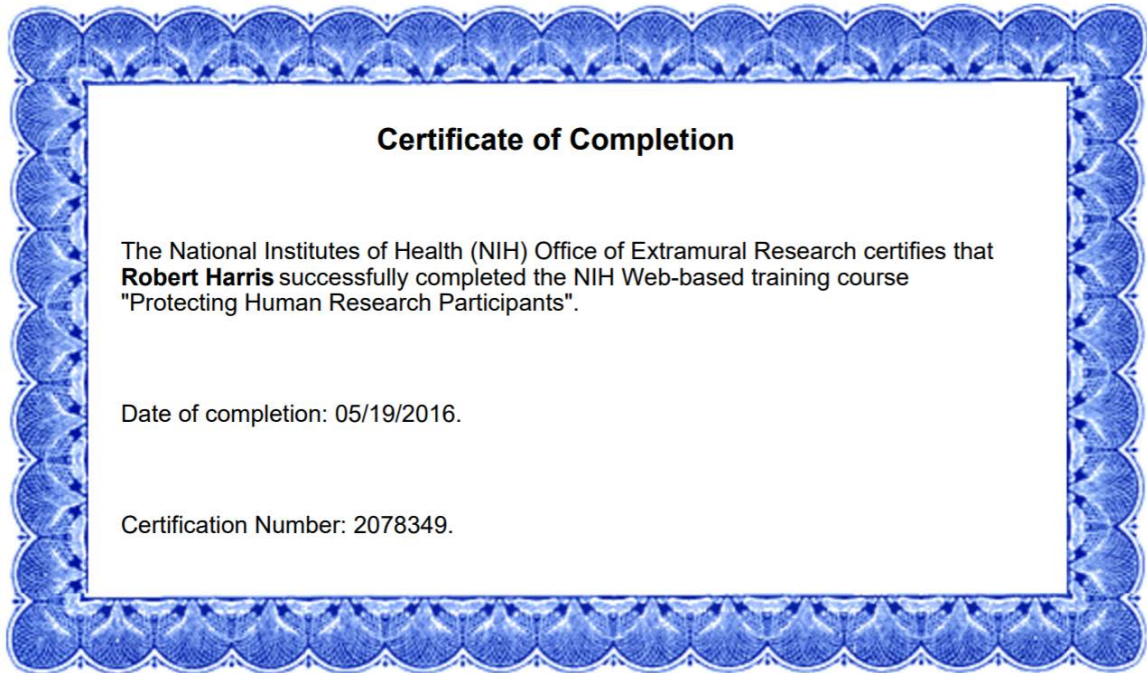 Certificate of Completion
The National Institutes of Health (NIH) Office of Extramural Research certifies that
Robert Harris successfully completed the NIH Web-based training course
"Protecting Human Research Participants".
Date of completion: 05/19/2016.
Certification Number: 2078349.